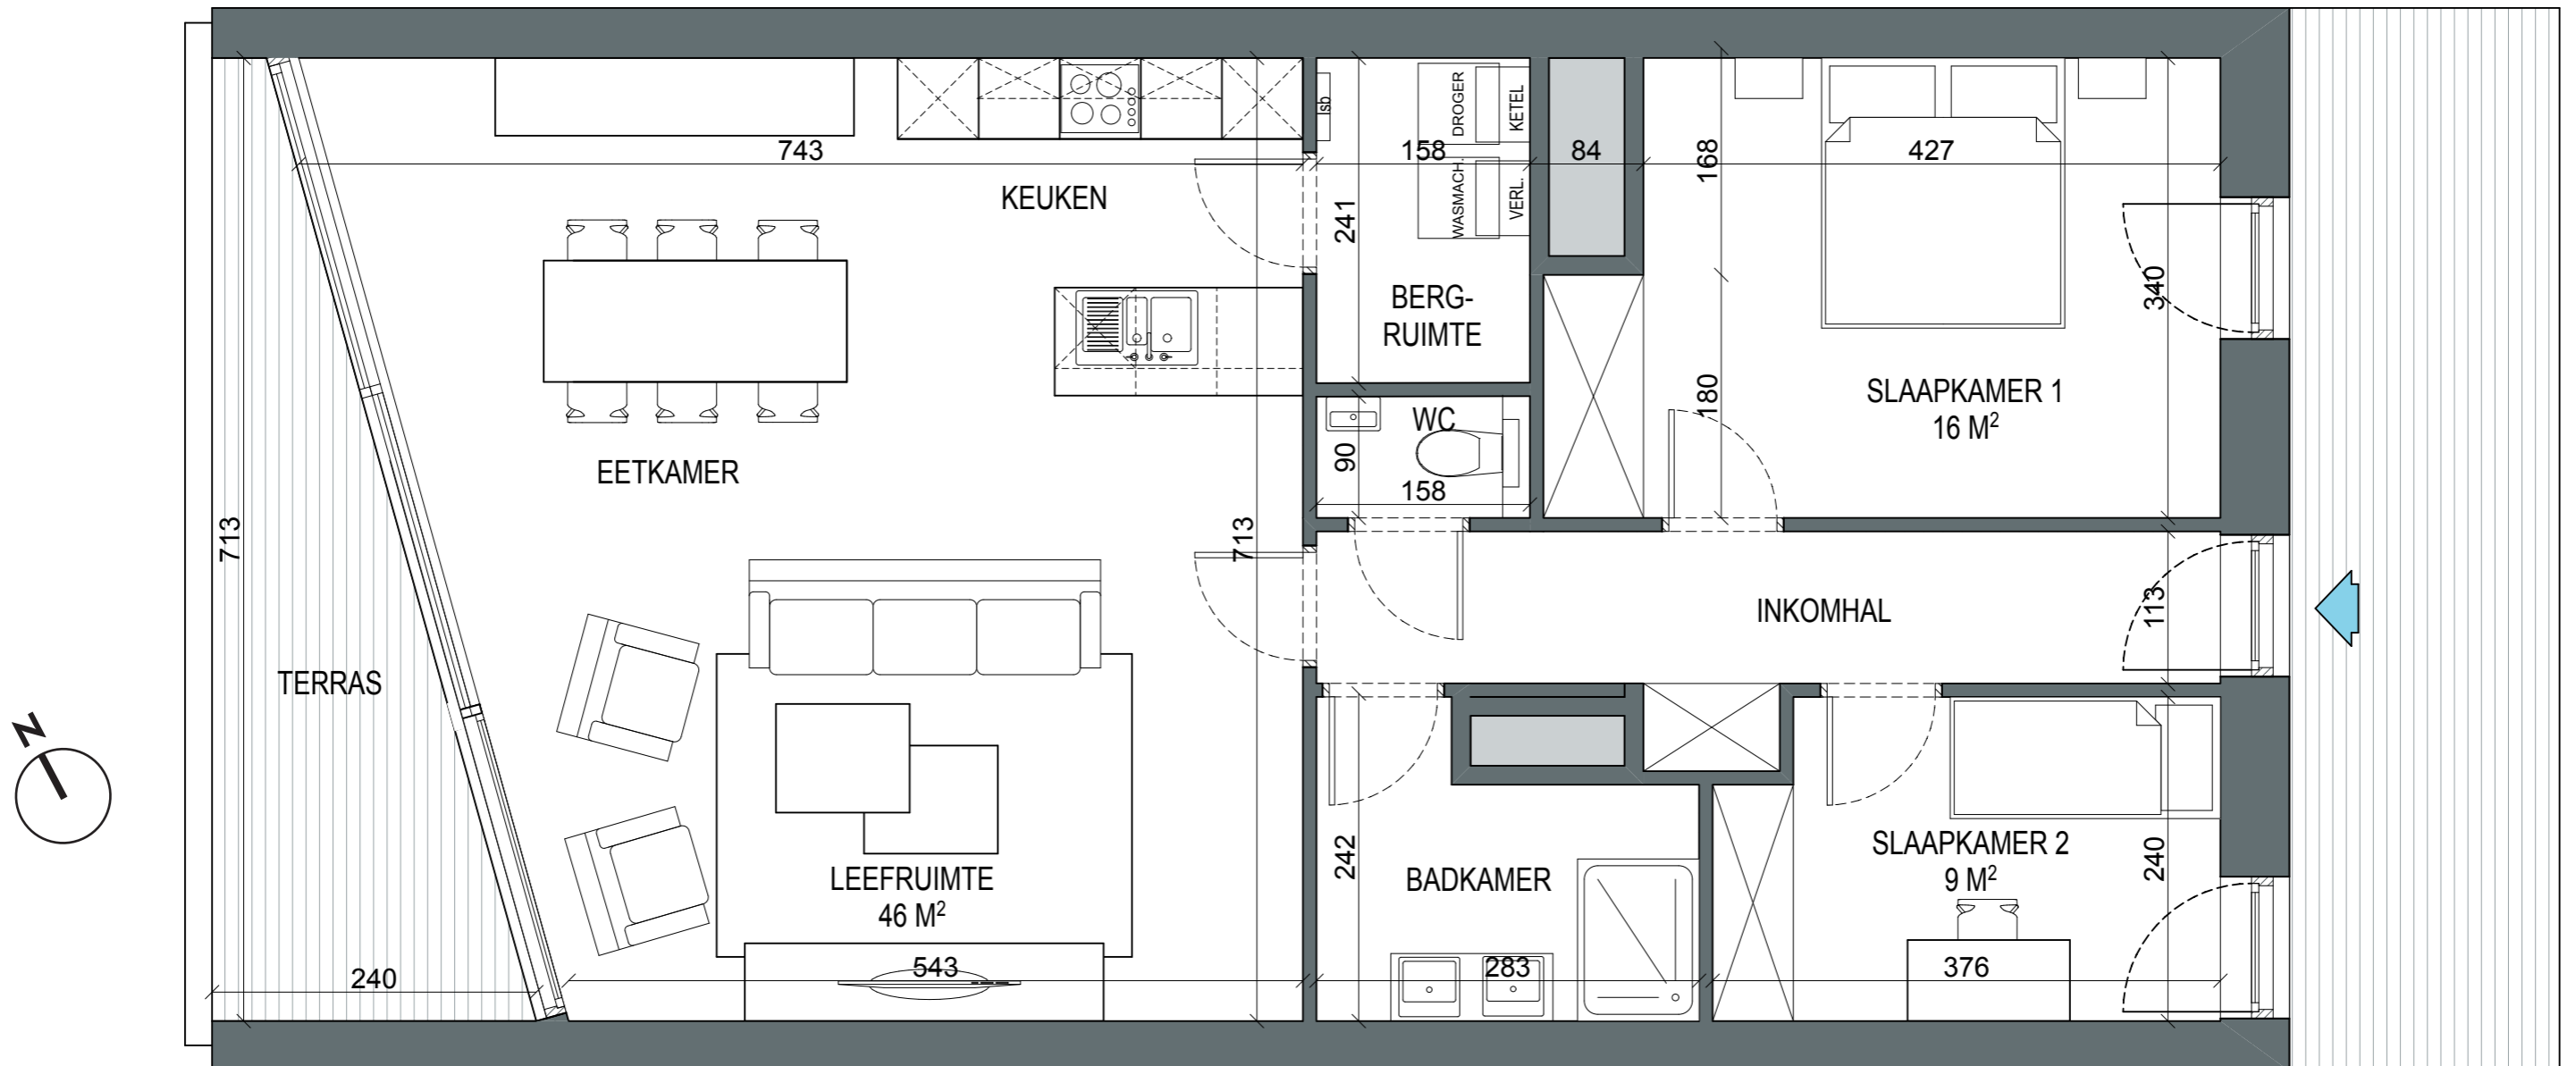 DROGER
KETEL
WASMACH.
VERL.
sb
743
158
84
168
427
KEUKEN
241
BERG-
RUIMTE
340
SLAAPKAMER 1
16 M²
180
WC
90
158
EETKAMER
713
713
INKOMHAL
113
TERRAS
N
LEEFRUIMTE
46 M²
242
BADKAMER
SLAAPKAMER 2
9 M²
240
240
543
283
376